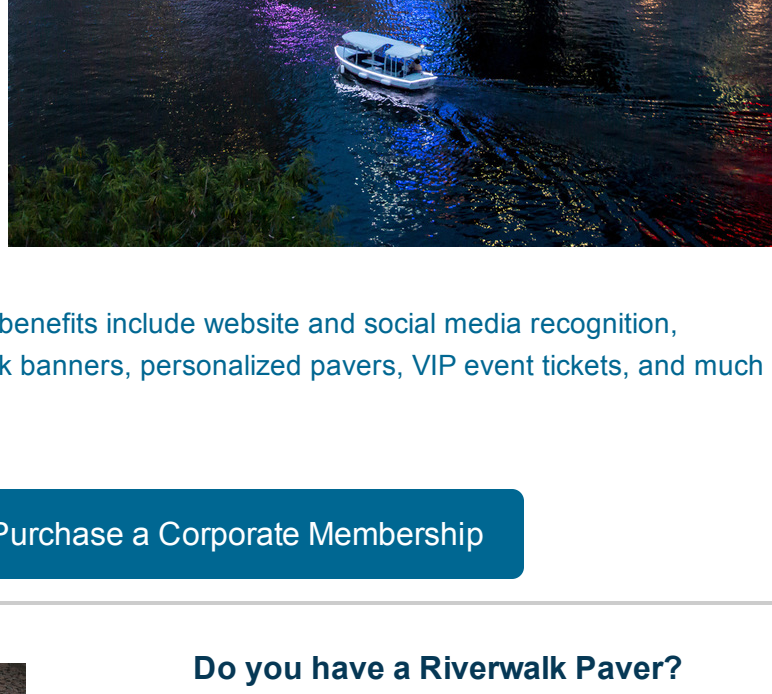 benefits include website and social media recognition,
banners, personalized pavers, VIP event tickets, and much
Purchase a Corporate Membership
Do you have a Riverwalk Paver?